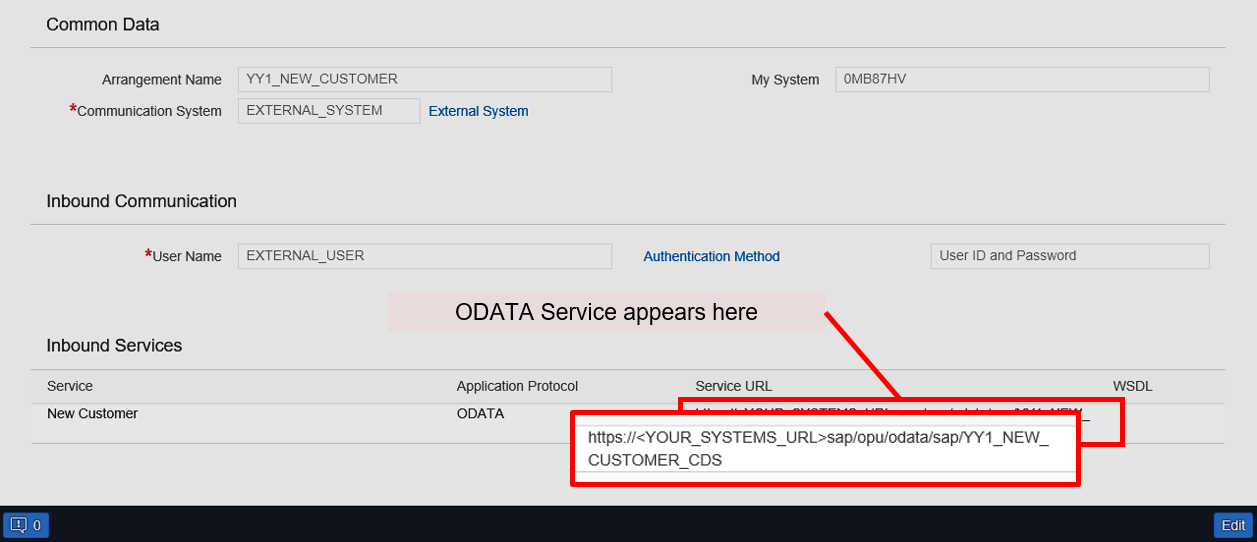 Common Data
Arrangement Name YY1_NEW_CUSTOMER My System 0MB87HV
*Communication System EXTERNAL_SYSTEM External System
Inbound Communication
*User Name EXTERNAL_USER Authentication Method User ID and Password
ODATA Service appears here
Inbound Services
Service Application Protocol Service URL WSDL
New Customer ODATA
https://<YOUR_SYSTEMS_URL>sap/opu/odata/sap/YY1_NEW_
CUSTOMER_CDS
0 Edit